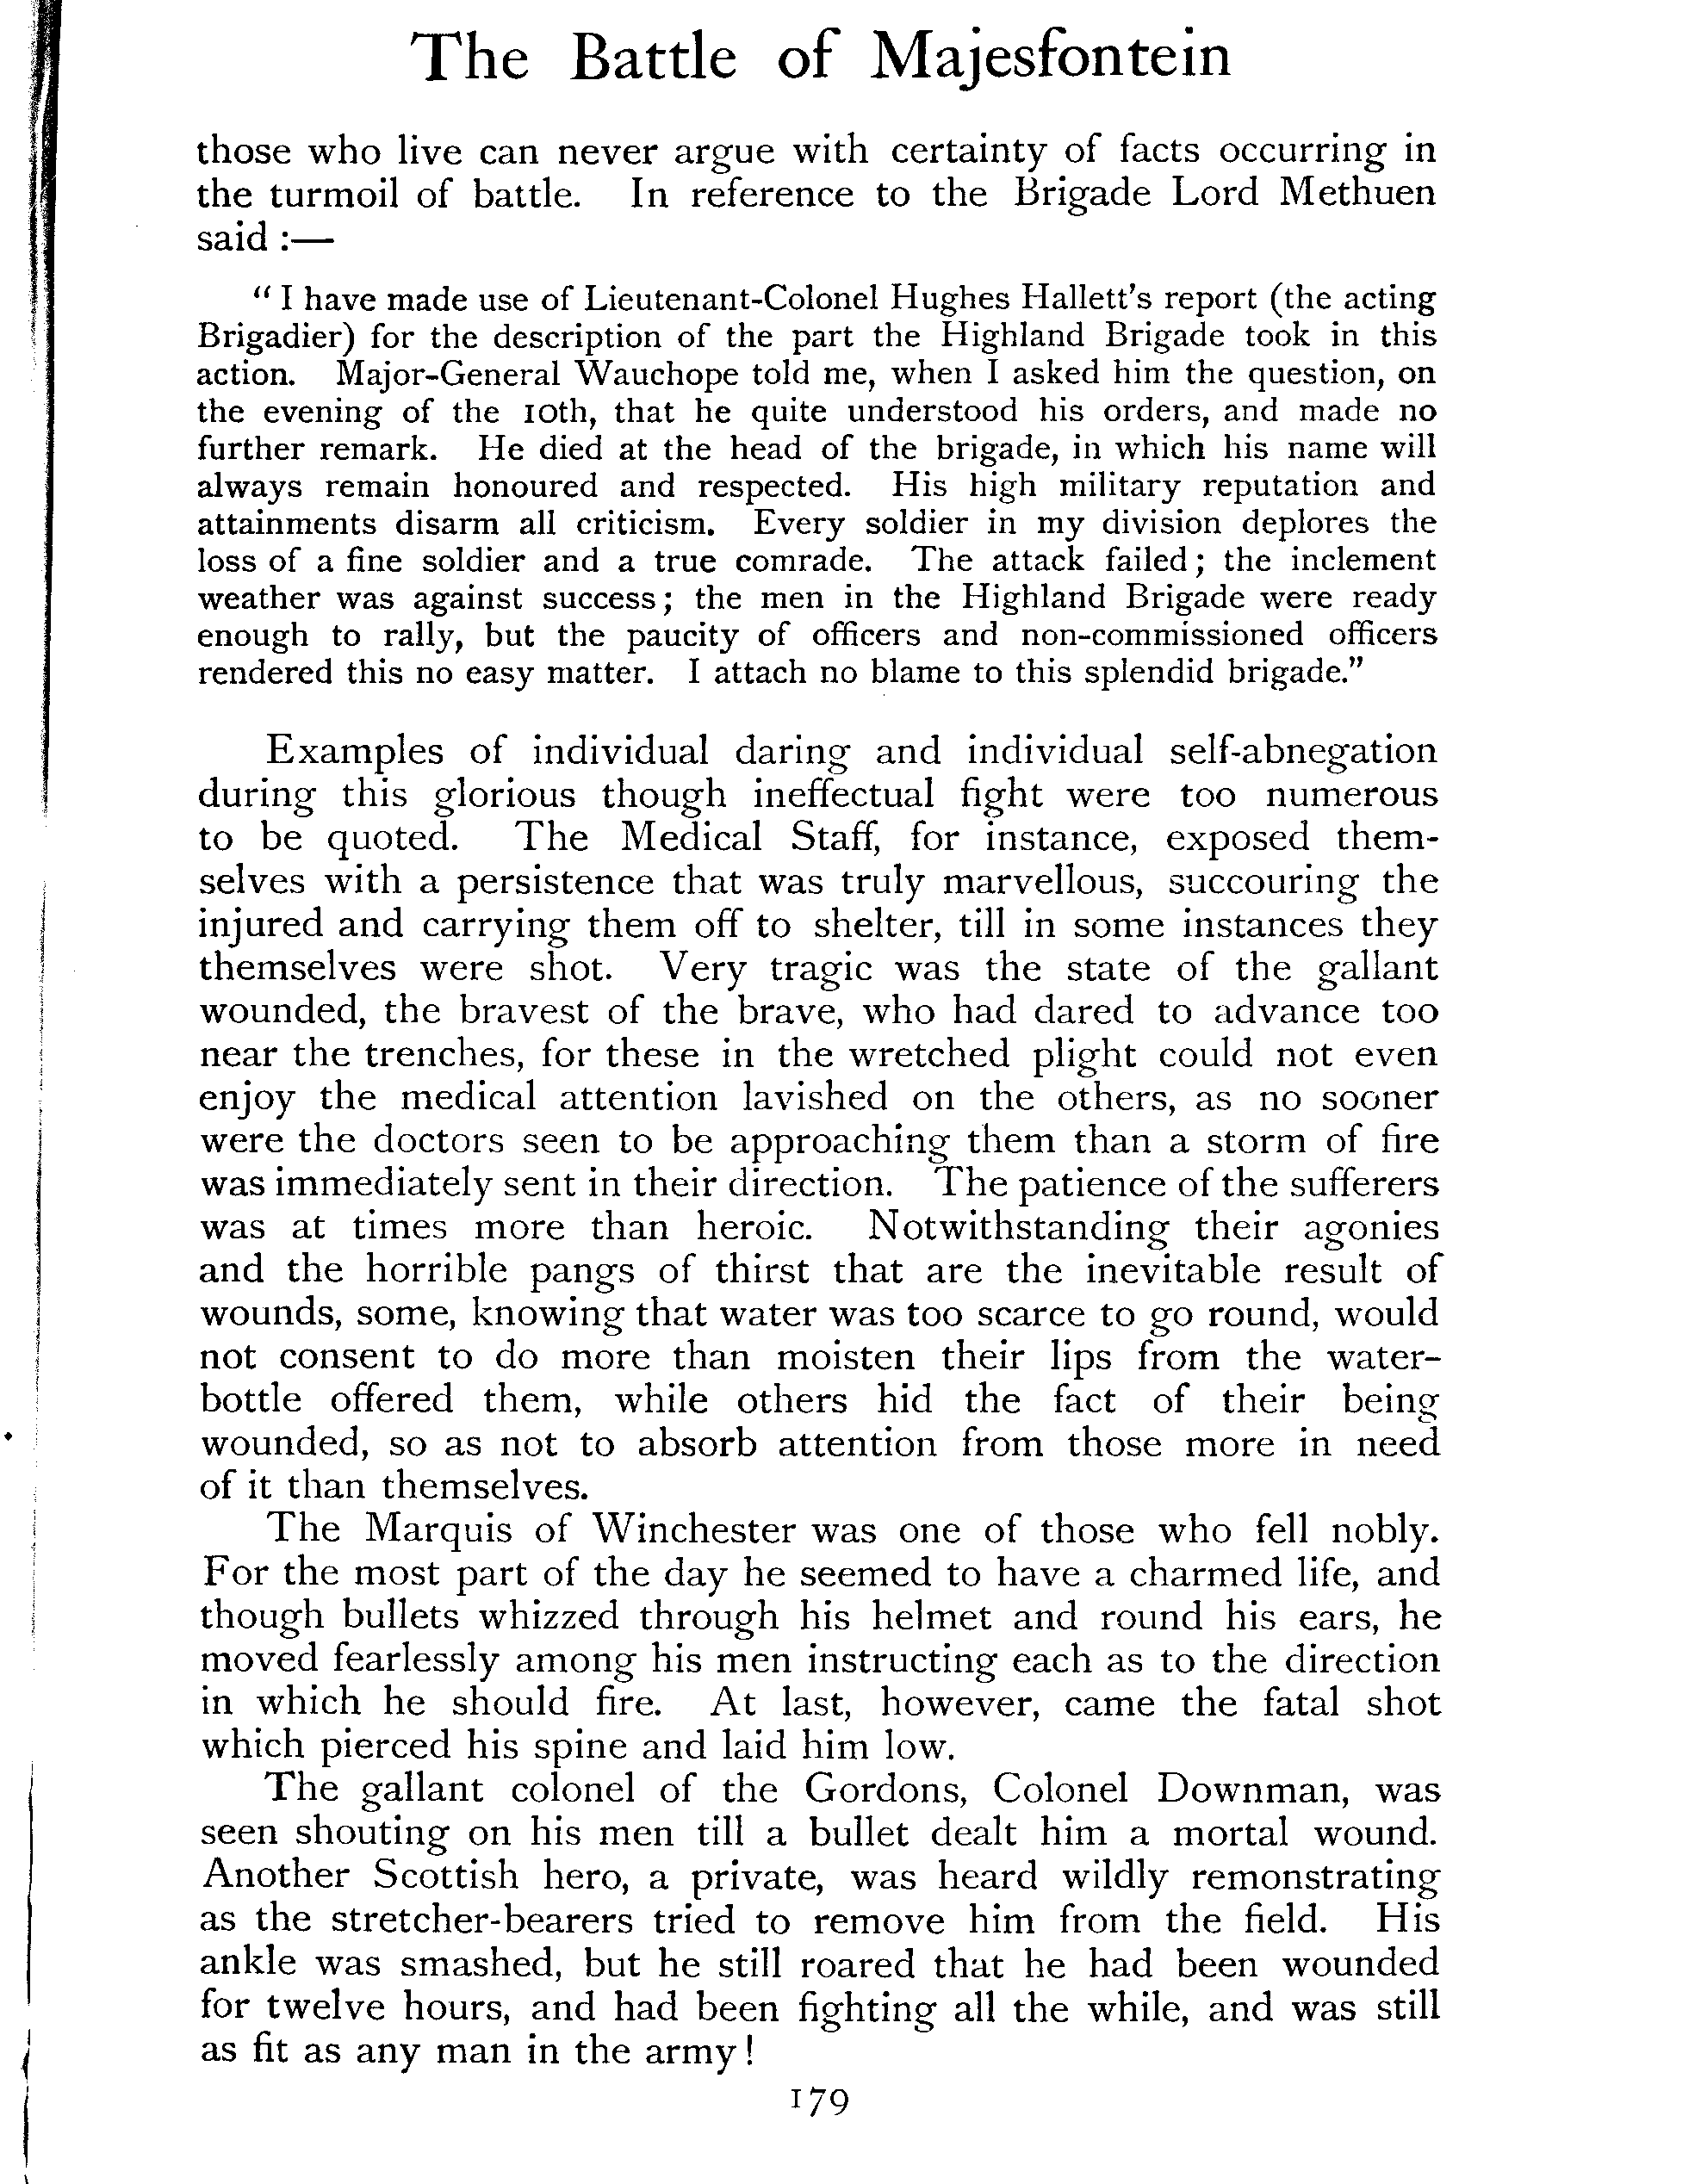 The Battle of Majesfontein
those who live can never argue with certainty of facts occurring in
the turmoil of battle. In reference to the Brigade Lord Methuen
said :—
“ I have made use of Lieutenant-Colonel Hughes Hallett's report (the acting
Brigadier) for the description of the part the Highland Brigade took in this
action. Major-General Wauchope told me, when I asked him the question, on
the evening of the 10th, that he quite understood his orders, and made no
further remark. He died at the head of the brigade, in which his name will
always remain honoured and respected. His high military reputation and
attainments disarm all criticism. Every soldier in my division deplores the
loss of a fine soldier and a true comrade. The attack failed; the inclement
weather was against success; the men in the Highland Brigade were ready
enough to rally, but the paucity of officers and non-commissioned officers
rendered this no easy matter. I attach no blame to this splendid brigade.”
Examples of individual daring and individual self-abnegation
during this glorious though ineffectual fight were too numerous
to be quoted. The Medical Staff, for instance, exposed them-
selves with a persistence that was truly marvellous, succouring the
injured and carrying them off to shelter, till in some instances they
themselves were shot. Very tragic was the state of the gallant
wounded, the bravest of the brave, who had dared to advance too
near the trenches, for these in the wretched plight could not even
enjoy the medical attention lavished on the others, as no sooner
were the doctors seen to be approaching them than a storm of fire
was immediately sent in their direction. The patience of the sufferers
was at times more than heroic. Notwithstanding their agonies
and the horrible pangs of thirst that are the inevitable result of
wounds, some, knowing that water was too scarce to go round, would
not consent to do more than moisten their lips from the water-
bottle offered them, while others hid the fact of their being
wounded, so as not to absorb attention from those more in need
of it than themselves.
The Marquis of Winchester was one of those who fell nobly.
For the most part of the day he seemed to have a charmed life, and
though bullets whizzed through his helmet and round his ears, he
moved fearlessly among his men instructing each as to the direction
in which he should fire. At last, however, came the fatal shot
which pierced his spine and laid him low.
The gallant colonel of the Gordons, Colonel Downman, was
seen shouting on his men till a bullet dealt him a mortal wound.
Another Scottish hero, a private, was heard wildly remonstrating
as the stretcher-bearers tried to remove him from the field. His
ankle was smashed, but he still roared that he had been wounded
for twelve hours, and had been fighting all the while, and was still
as fit as any man in the army!
179